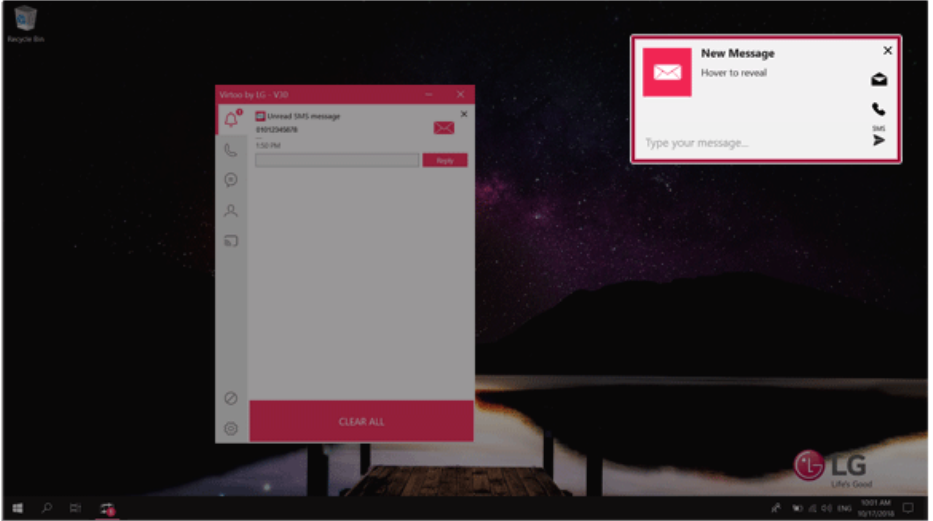 Recycle Bin
New Message
Hover to reveal
Type your message...
SMS
Virtoo by LG - V30
1
Unread SMS message
01012345678
...
1:50 PM
Reply
CLEAR ALL
LG
Life's Good
ENG
10:01 AM
10/17/2018